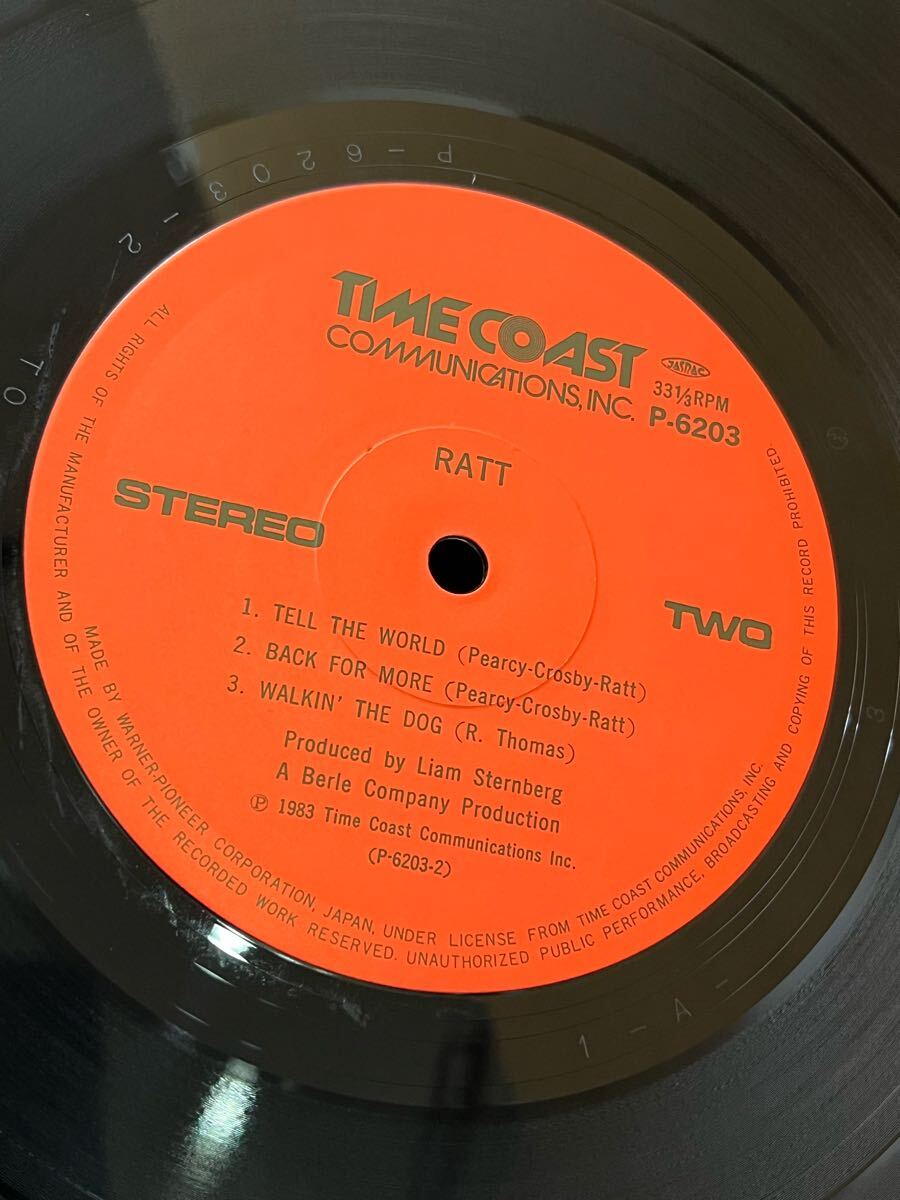 P-6203-2 TO
TIME COAST
COMMUNICATIONS, INC.
JASRAC
33⅓RPM
P-6203
RATT
STEREO
TWO
1. TELL THE WORLD (Pearcy-Crosby-Ratt)
2. BACK FOR MORE (Pearcy-Crosby-Ratt)
3. WALKIN' THE DOG (R. Thomas)
Produced by Liam Sternberg
A Berle Company Production
Ⓟ 1983 Time Coast Communications Inc.
(P-6203-2)
MADE BY WARNER-PIONEER CORPORATION, JAPAN, UNDER LICENSE FROM TIME COAST COMMUNICATIONS, INC.
ALL RIGHTS OF THE MANUFACTURER AND OF THE OWNER OF THE RECORDED WORK RESERVED. UNAUTHORIZED PUBLIC PERFORMANCE, BROADCASTING AND COPYING OF THIS RECORD PROHIBITED.
1-A-
3